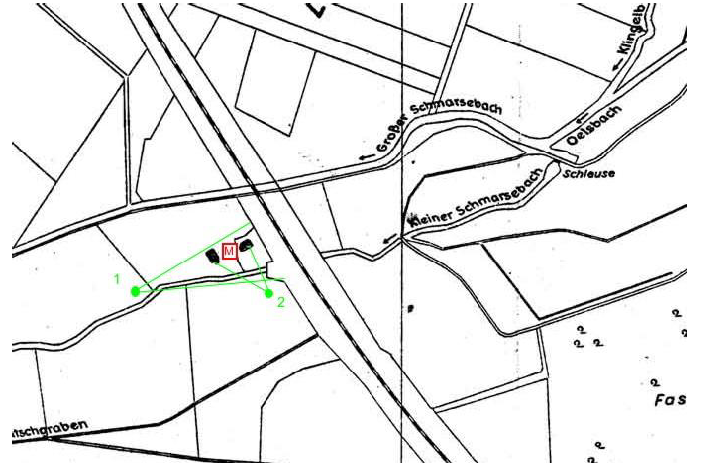 Klingelb
Großer Schmarsebach
Oelsbach
Schleuse
Kleiner Schmarsebach
M
1
2
Fas
tschgraben